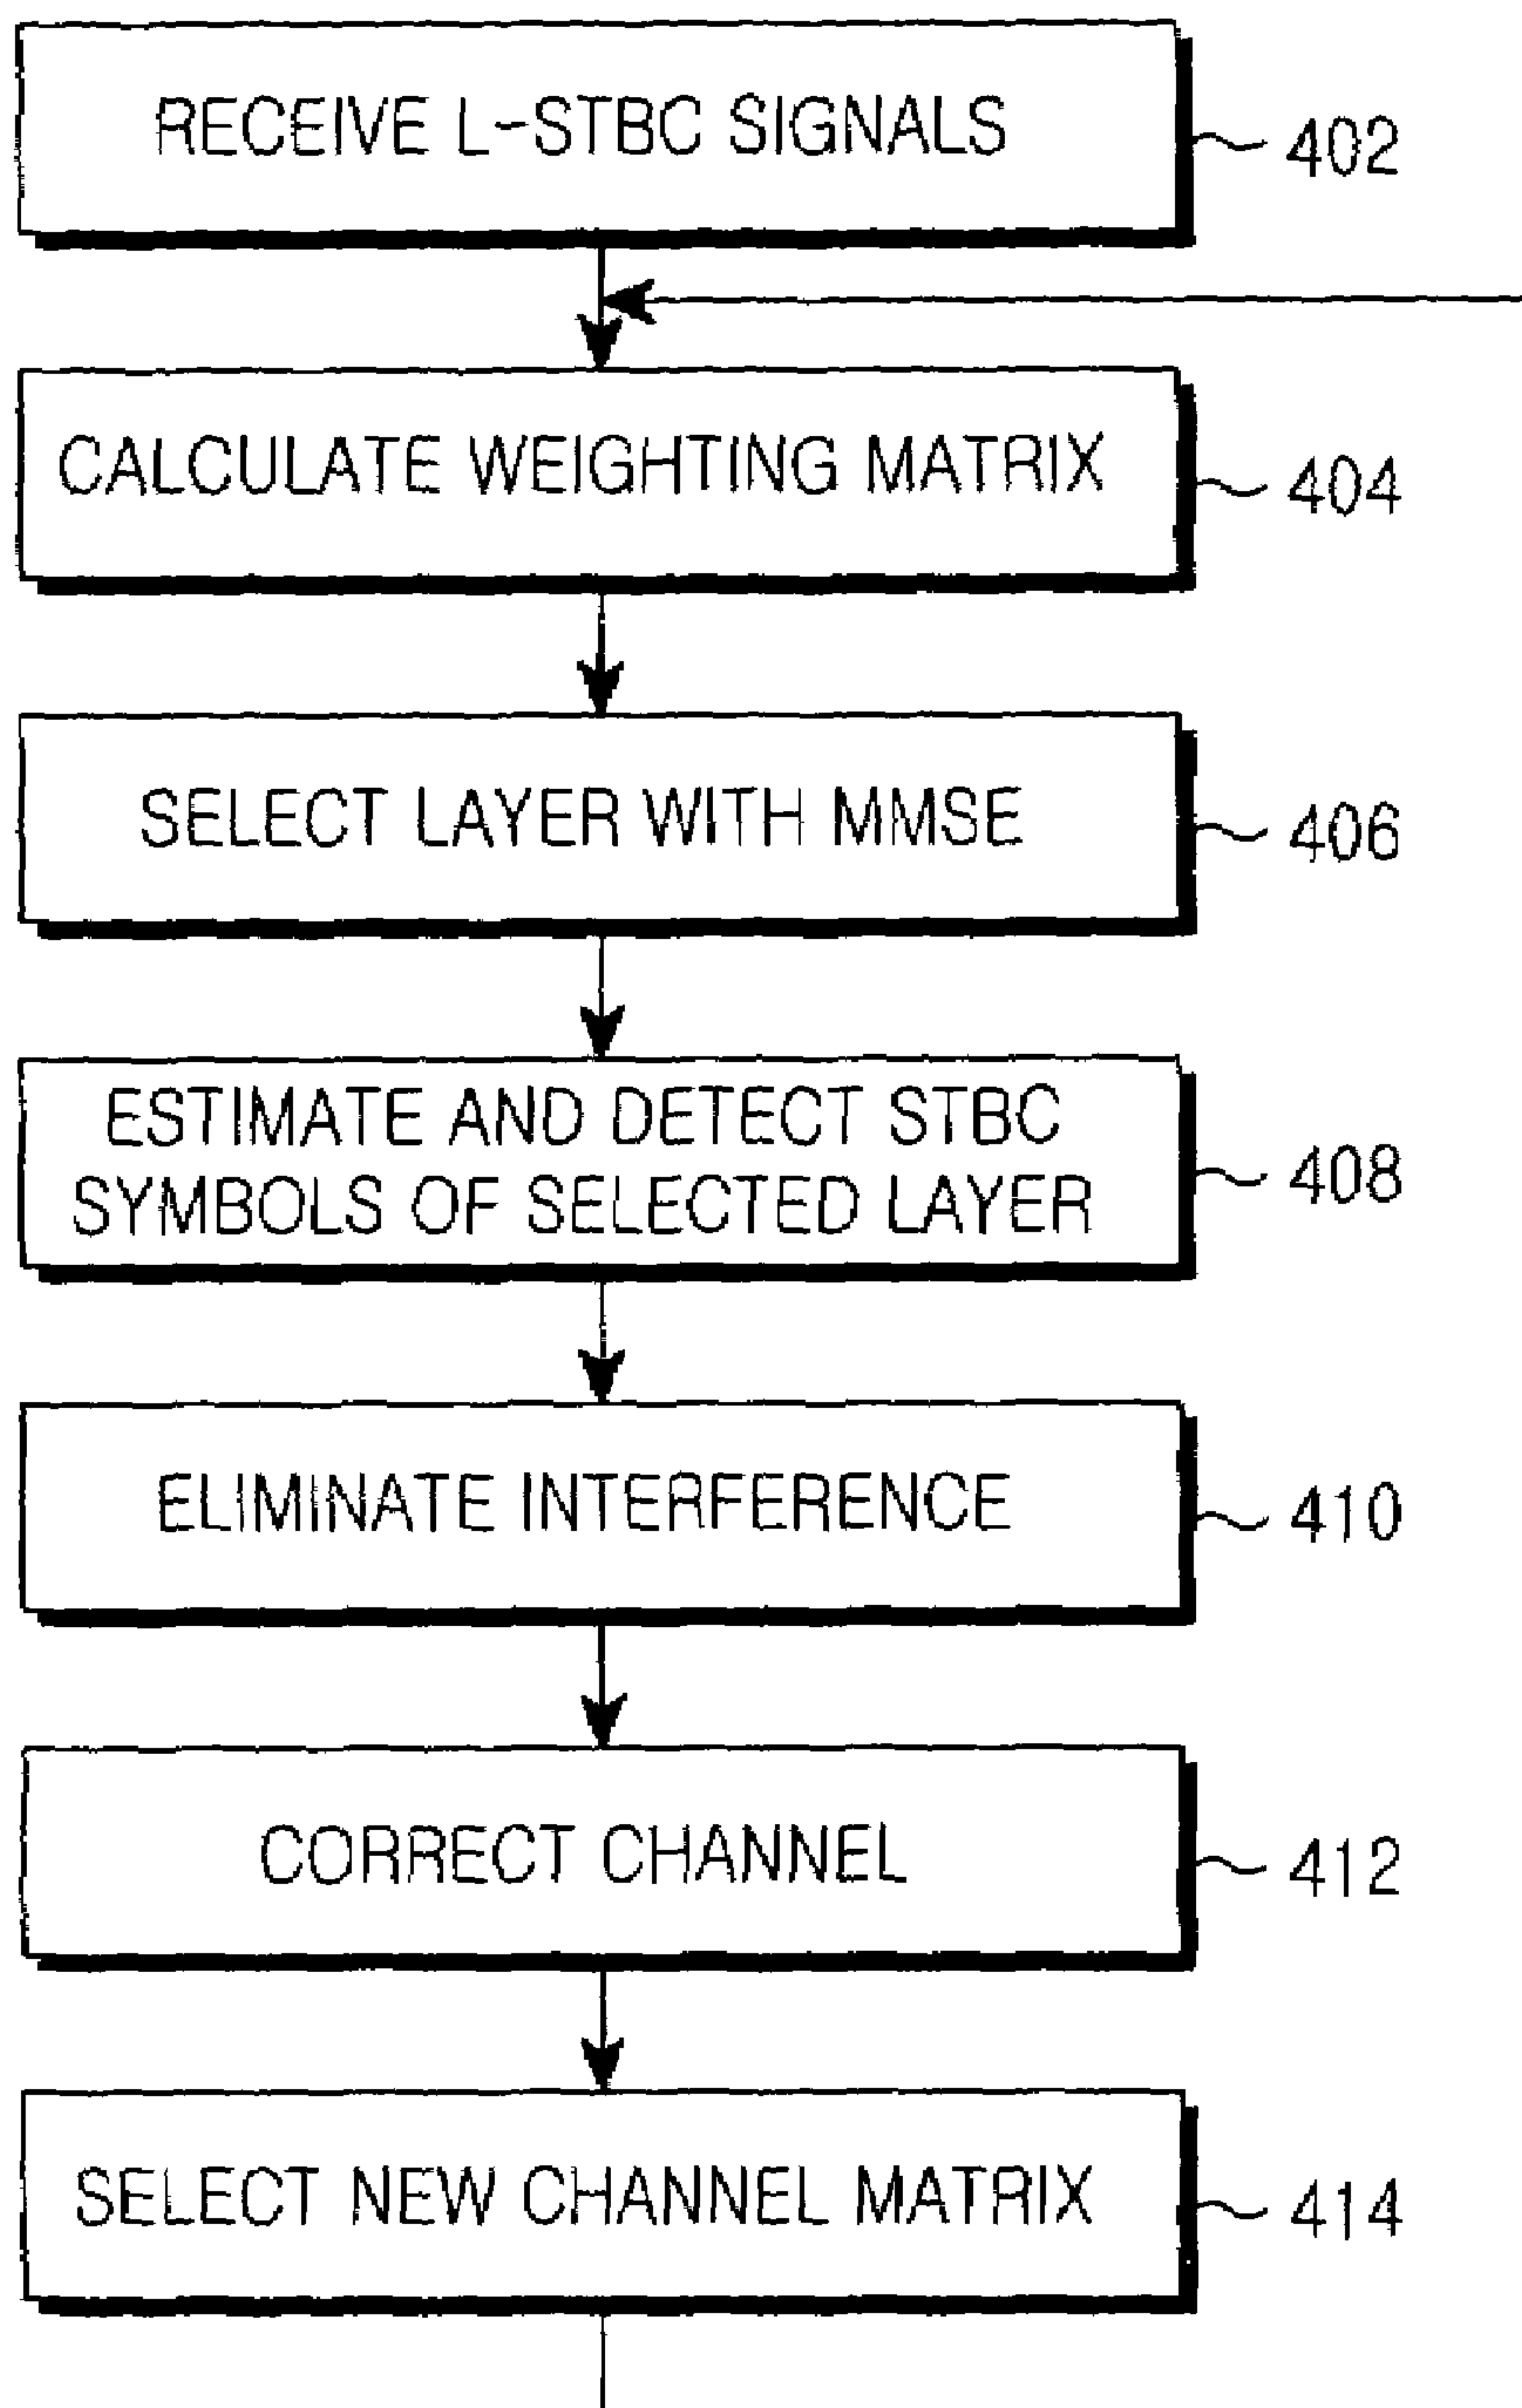 RECEIVE L-STBC SIGNALS
402
CALCULATE WEIGHTING MATRIX
404
SELECT LAYER WITH MMSE
406
ESTIMATE AND DETECT STBC
SYMBOLS OF SELECTED LAYER
408
ELIMINATE INTERFERENCE
410
CORRECT CHANNEL
412
SELECT NEW CHANNEL MATRIX
414